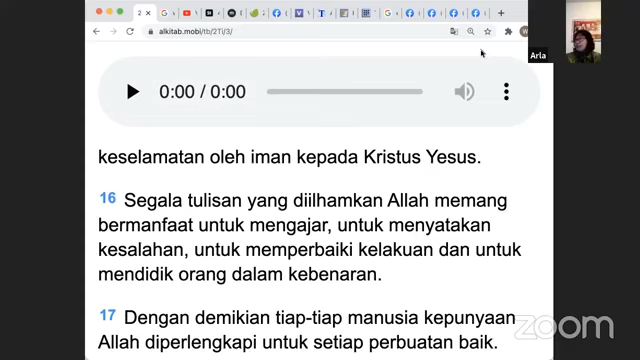 2
alkitab.mobi/tb/2Ti/3/
W
Arla
0:00 / 0:00
keselamatan oleh iman kepada Kristus Yesus.
16 Segala tulisan yang diilhamkan Allah memang
bermanfaat untuk mengajar, untuk menyatakan
kesalahan, untuk memperbaiki kelakuan dan untuk
mendidik orang dalam kebenaran.
17 Dengan demikian tiap-tiap manusia kepunyaan
Allah diperlengkapi untuk setiap perbuatan baik.
zoom